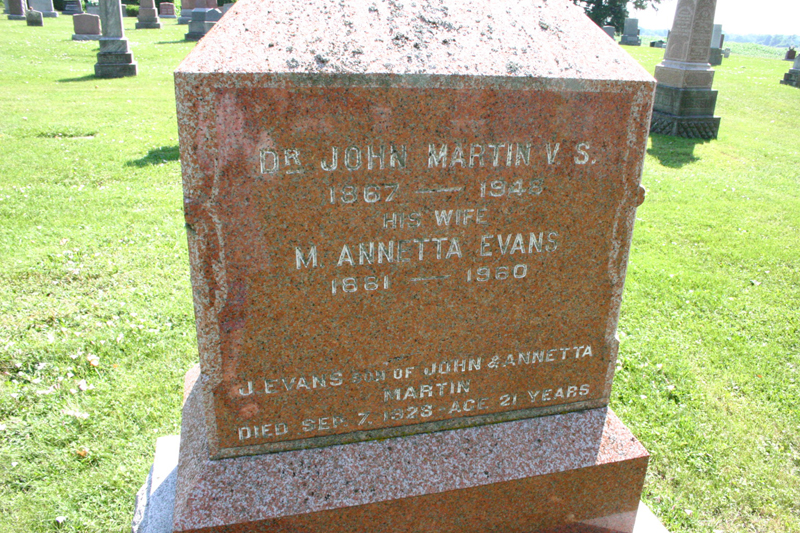 DR. JOHN MARTIN V. S.
1867 — 1948
HIS WIFE
M. ANNETTA EVANS
1881 — 1960
J. EVANS SON OF JOHN & ANNETTA
MARTIN
DIED SEP. 7, 1928 - AGE 21 YEARS